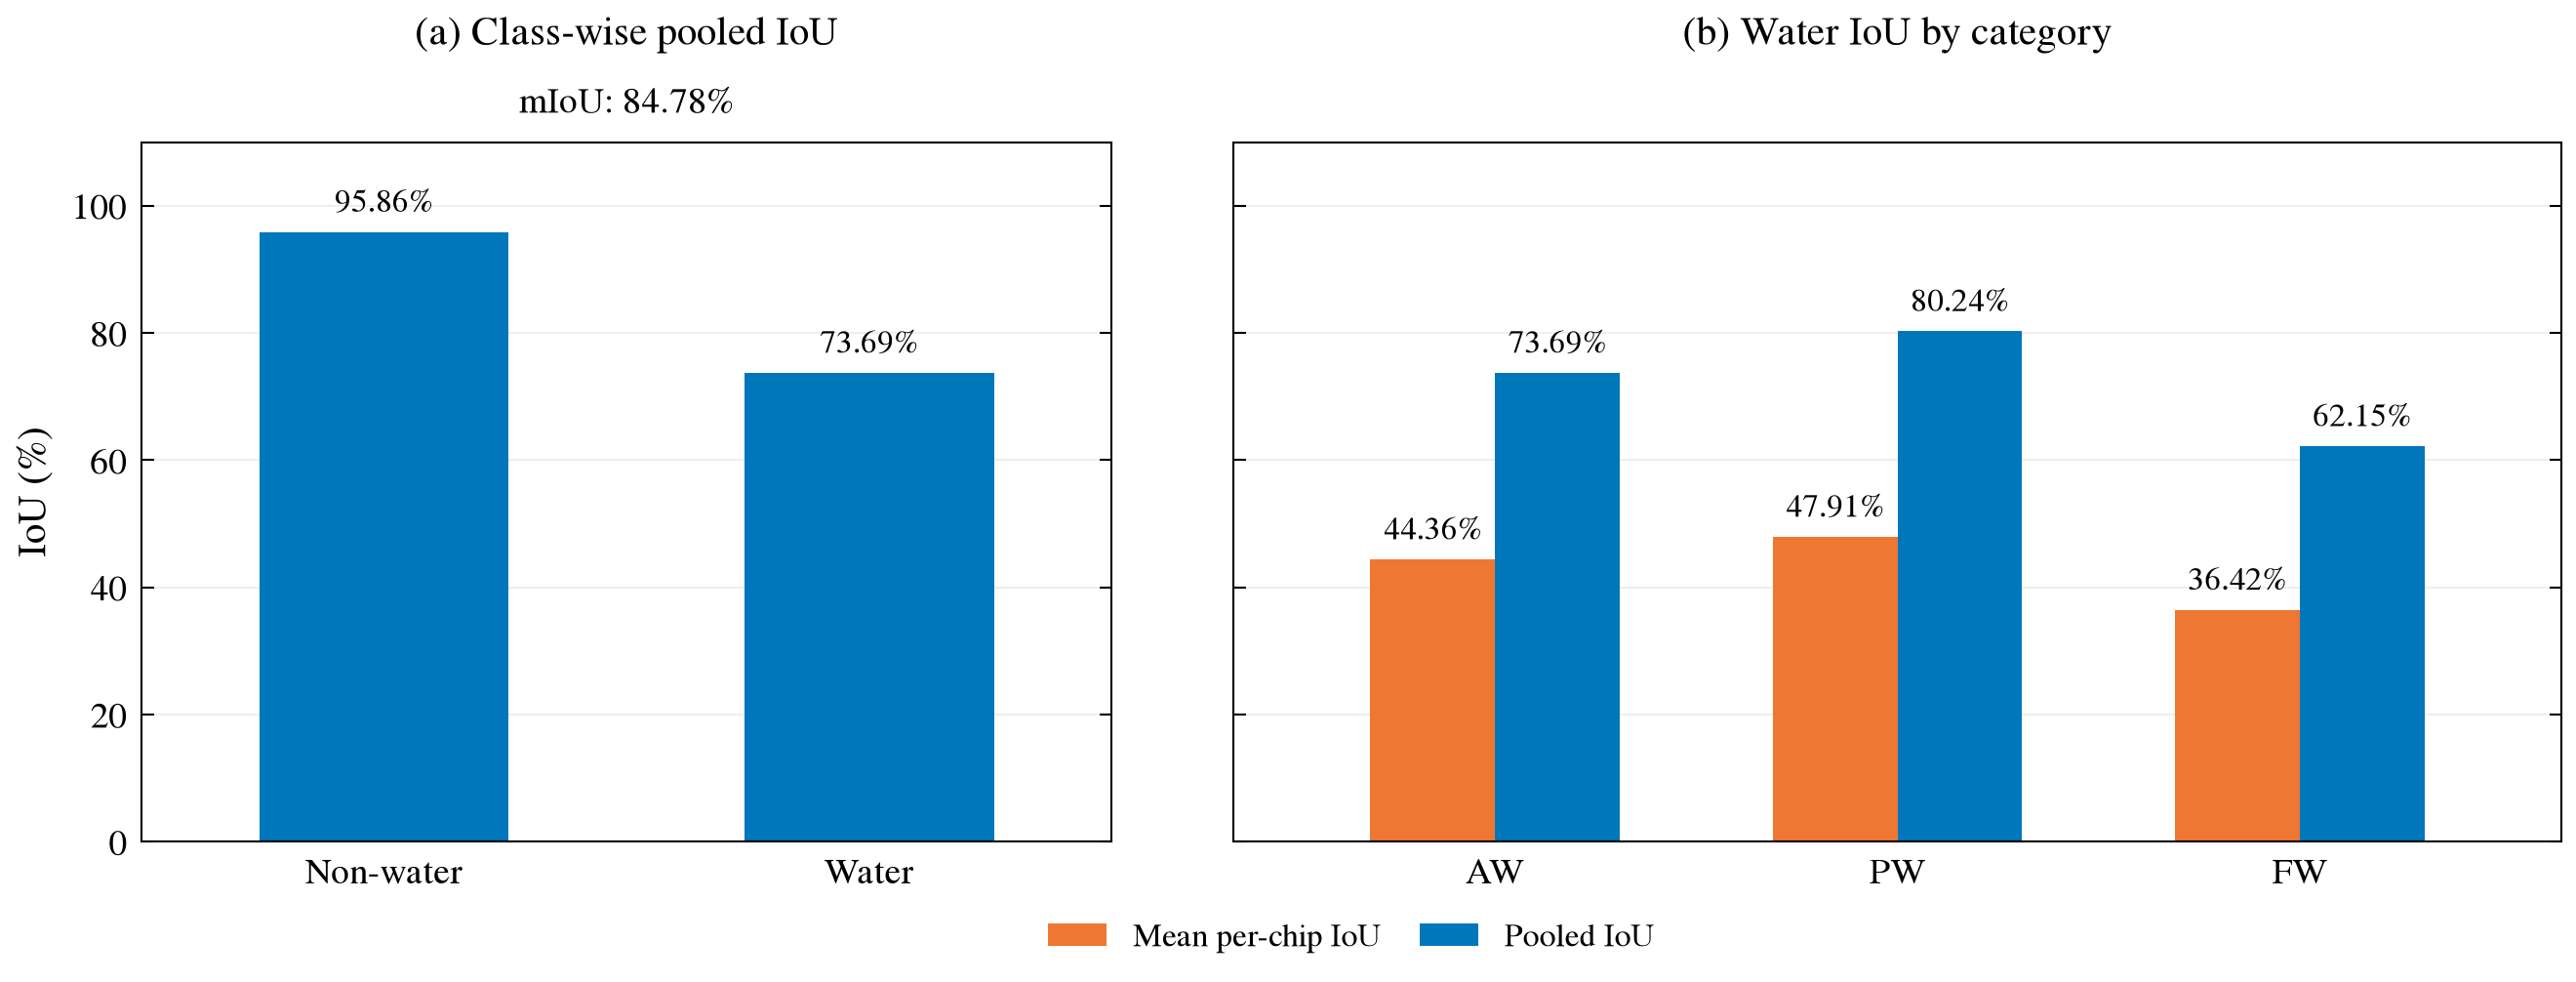 (a) Class-wise pooled IoU
mIoU: 84.78%
IoU (%)
100
80
60
40
20
0
95.86%
73.69%
Non-water
Water
(b) Water IoU by category
44.36%
73.69%
47.91%
80.24%
36.42%
62.15%
AW
PW
FW
Mean per-chip IoU
Pooled IoU